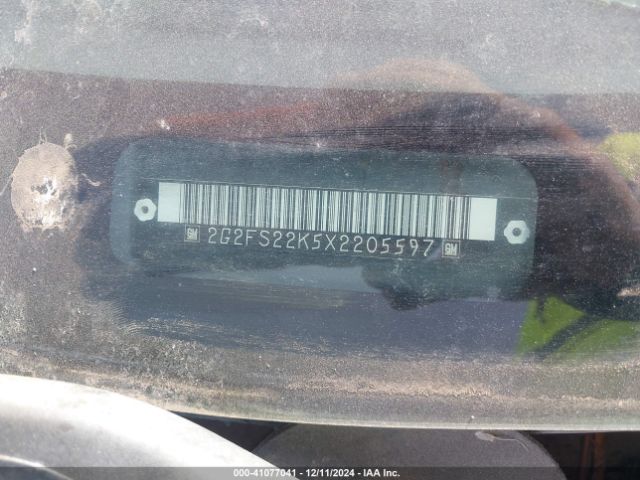 GM 2G2FS22K5X2205597 GM
000-41077041 - 12/11/2024 - IAA Inc.